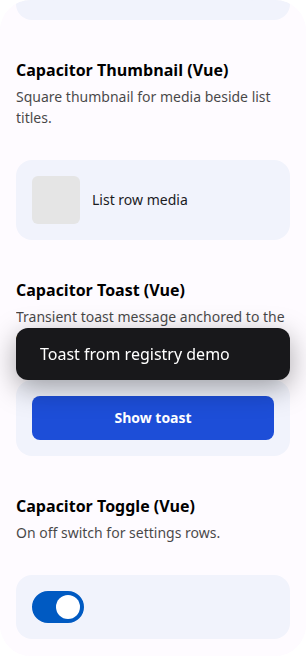 Capacitor Thumbnail (Vue)
Square thumbnail for media beside list
titles.
List row media
Capacitor Toast (Vue)
Transient toast message anchored to the
Toast from registry demo
Show toast
Capacitor Toggle (Vue)
On off switch for settings rows.